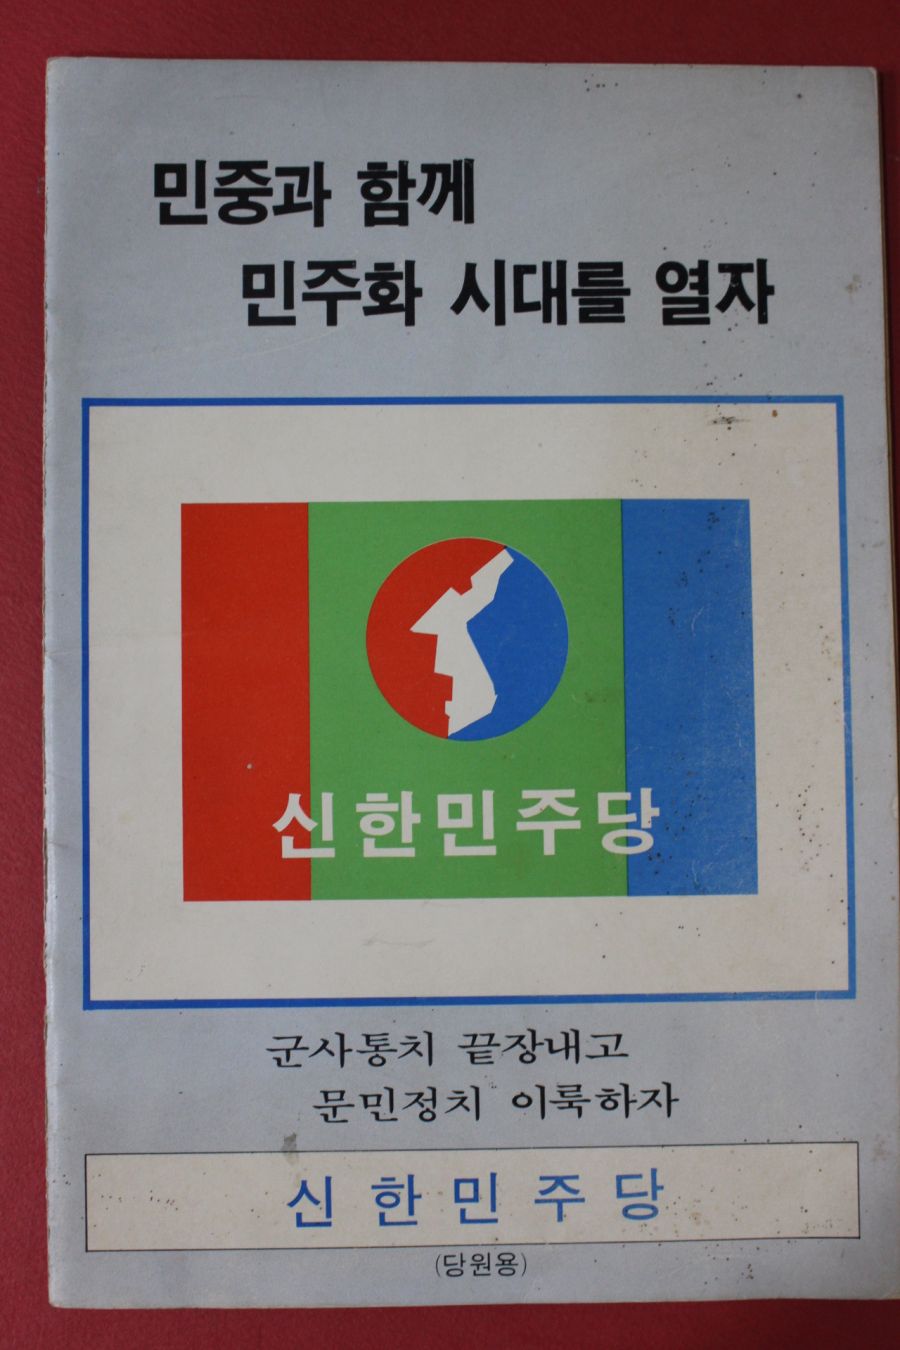 민중과 함께
민주화 시대를 열자
신한민주당
군사통치 끝장내고
문민정치 이룩하자
신한민주당
(당원용)